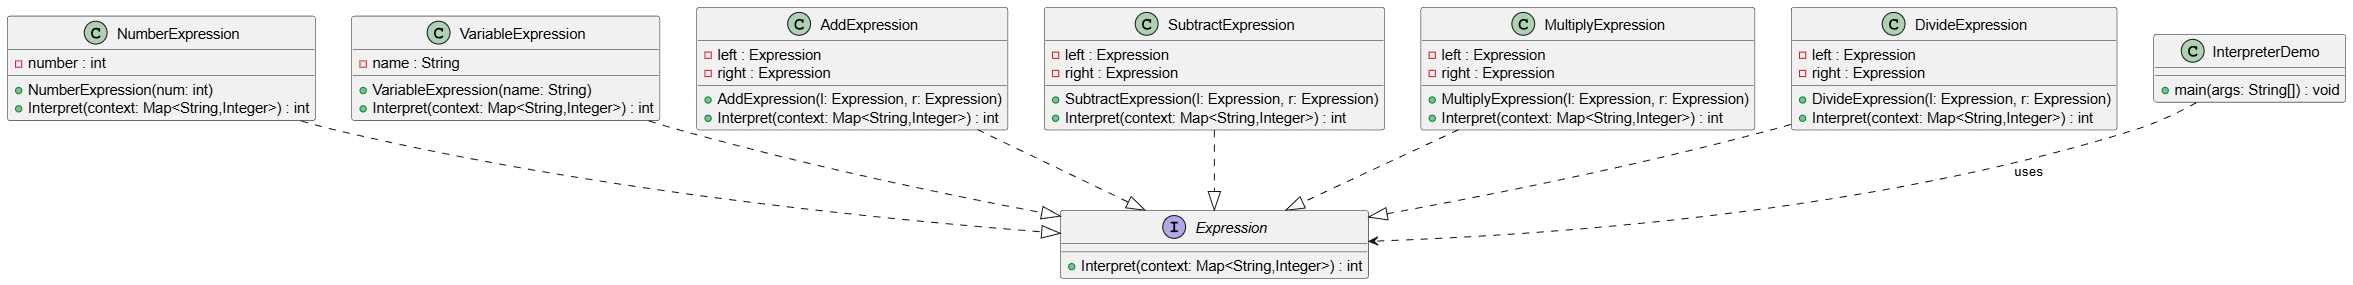 C NumberExpression
number : int
NumberExpression(num: int)
Interpret(context: Map<String,Integer>) : int
C VariableExpression
name : String
VariableExpression(name: String)
Interpret(context: Map<String,Integer>) : int
C AddExpression
left : Expression
right : Expression
AddExpression(l: Expression, r: Expression)
Interpret(context: Map<String,Integer>) : int
C SubtractExpression
left : Expression
right : Expression
SubtractExpression(l: Expression, r: Expression)
Interpret(context: Map<String,Integer>) : int
C MultiplyExpression
left : Expression
right : Expression
MultiplyExpression(l: Expression, r: Expression)
Interpret(context: Map<String,Integer>) : int
C DivideExpression
left : Expression
right : Expression
DivideExpression(l: Expression, r: Expression)
Interpret(context: Map<String,Integer>) : int
C InterpreterDemo
main(args: String[]) : void
uses
I Expression
Interpret(context: Map<String,Integer>) : int